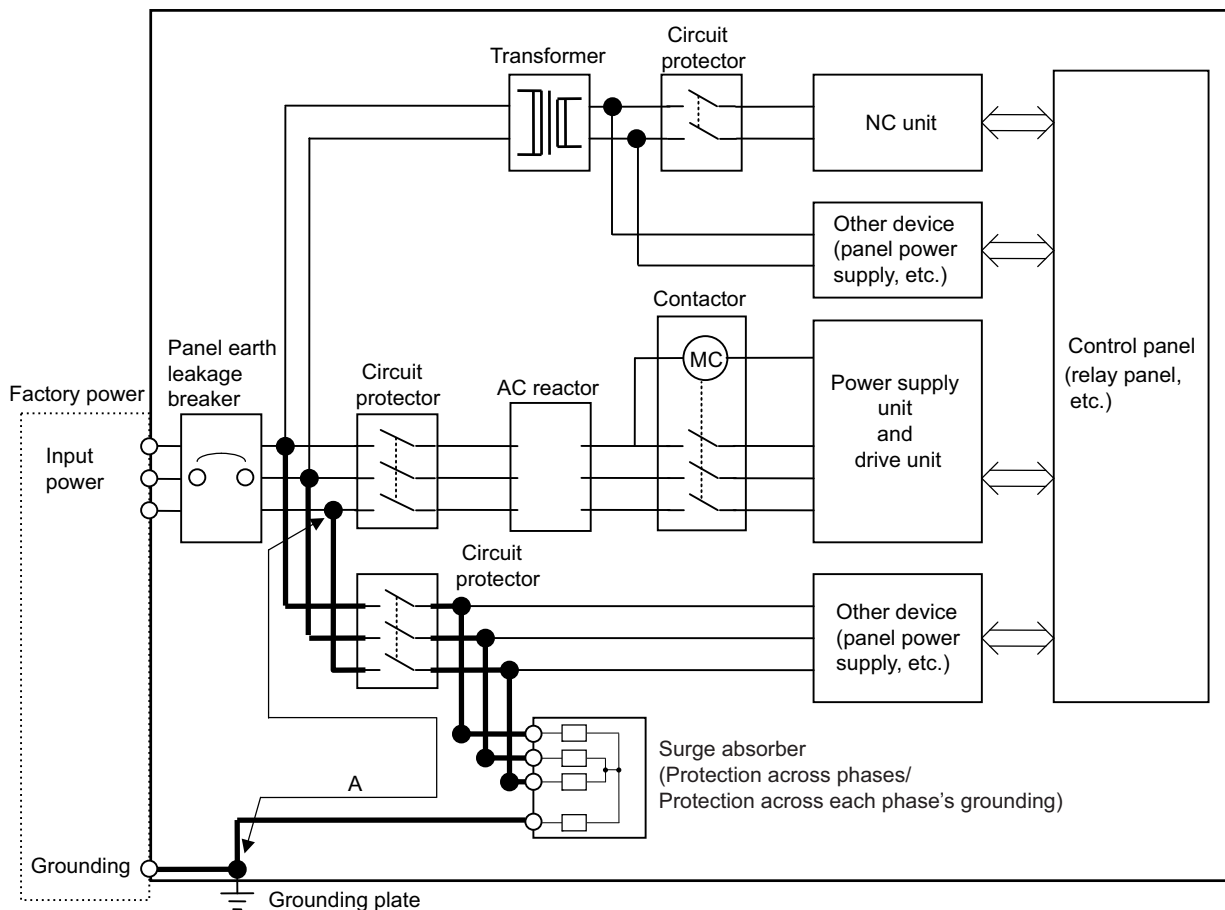 Transformer
Circuit
protector
NC unit
Other device
(panel power
supply, etc.)
Contactor
MC
Panel earth
leakage
breaker
Circuit
protector
AC reactor
Power supply
unit
and
drive unit
Control panel
(relay panel,
etc.)
Factory power
Input
power
Circuit
protector
Other device
(panel power
supply, etc.)
Surge absorber
(Protection across phases/
Protection across each phase's grounding)
A
Grounding
Grounding plate